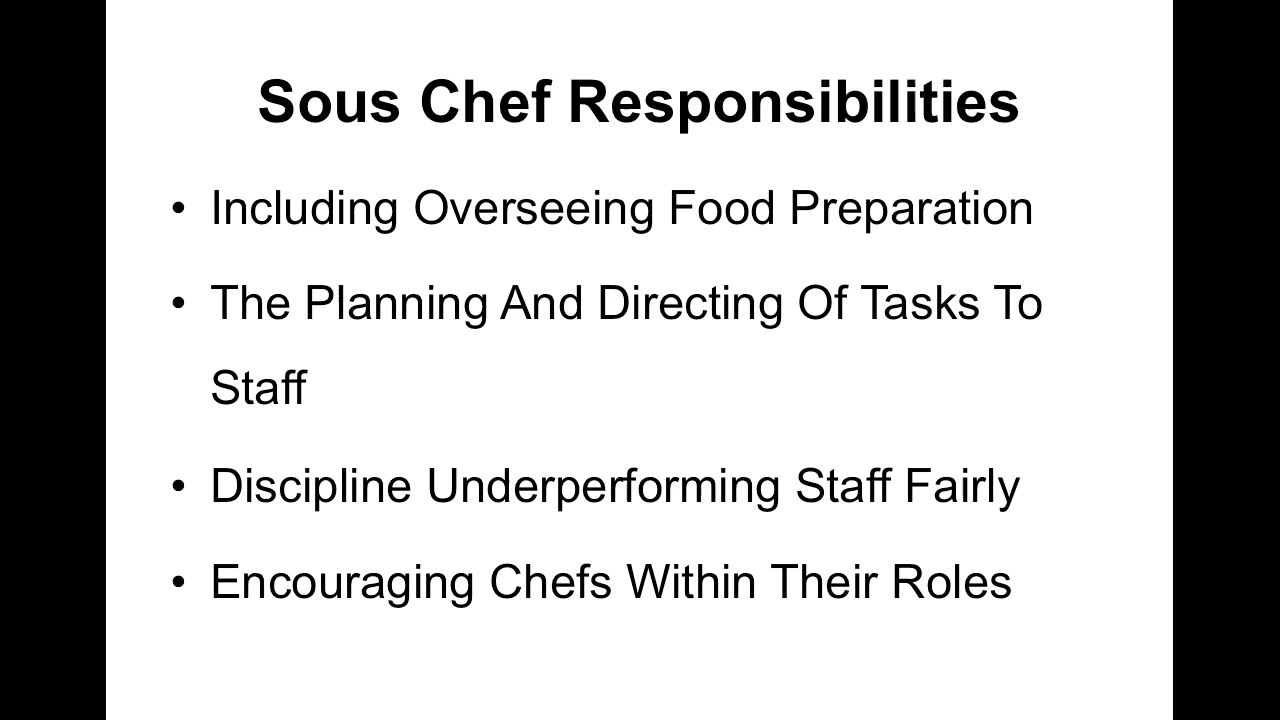 Sous Chef Responsibilities
• Including Overseeing Food Preparation
• The Planning And Directing Of Tasks To
Staff
• Discipline Underperforming Staff Fairly
• Encouraging Chefs Within Their Roles